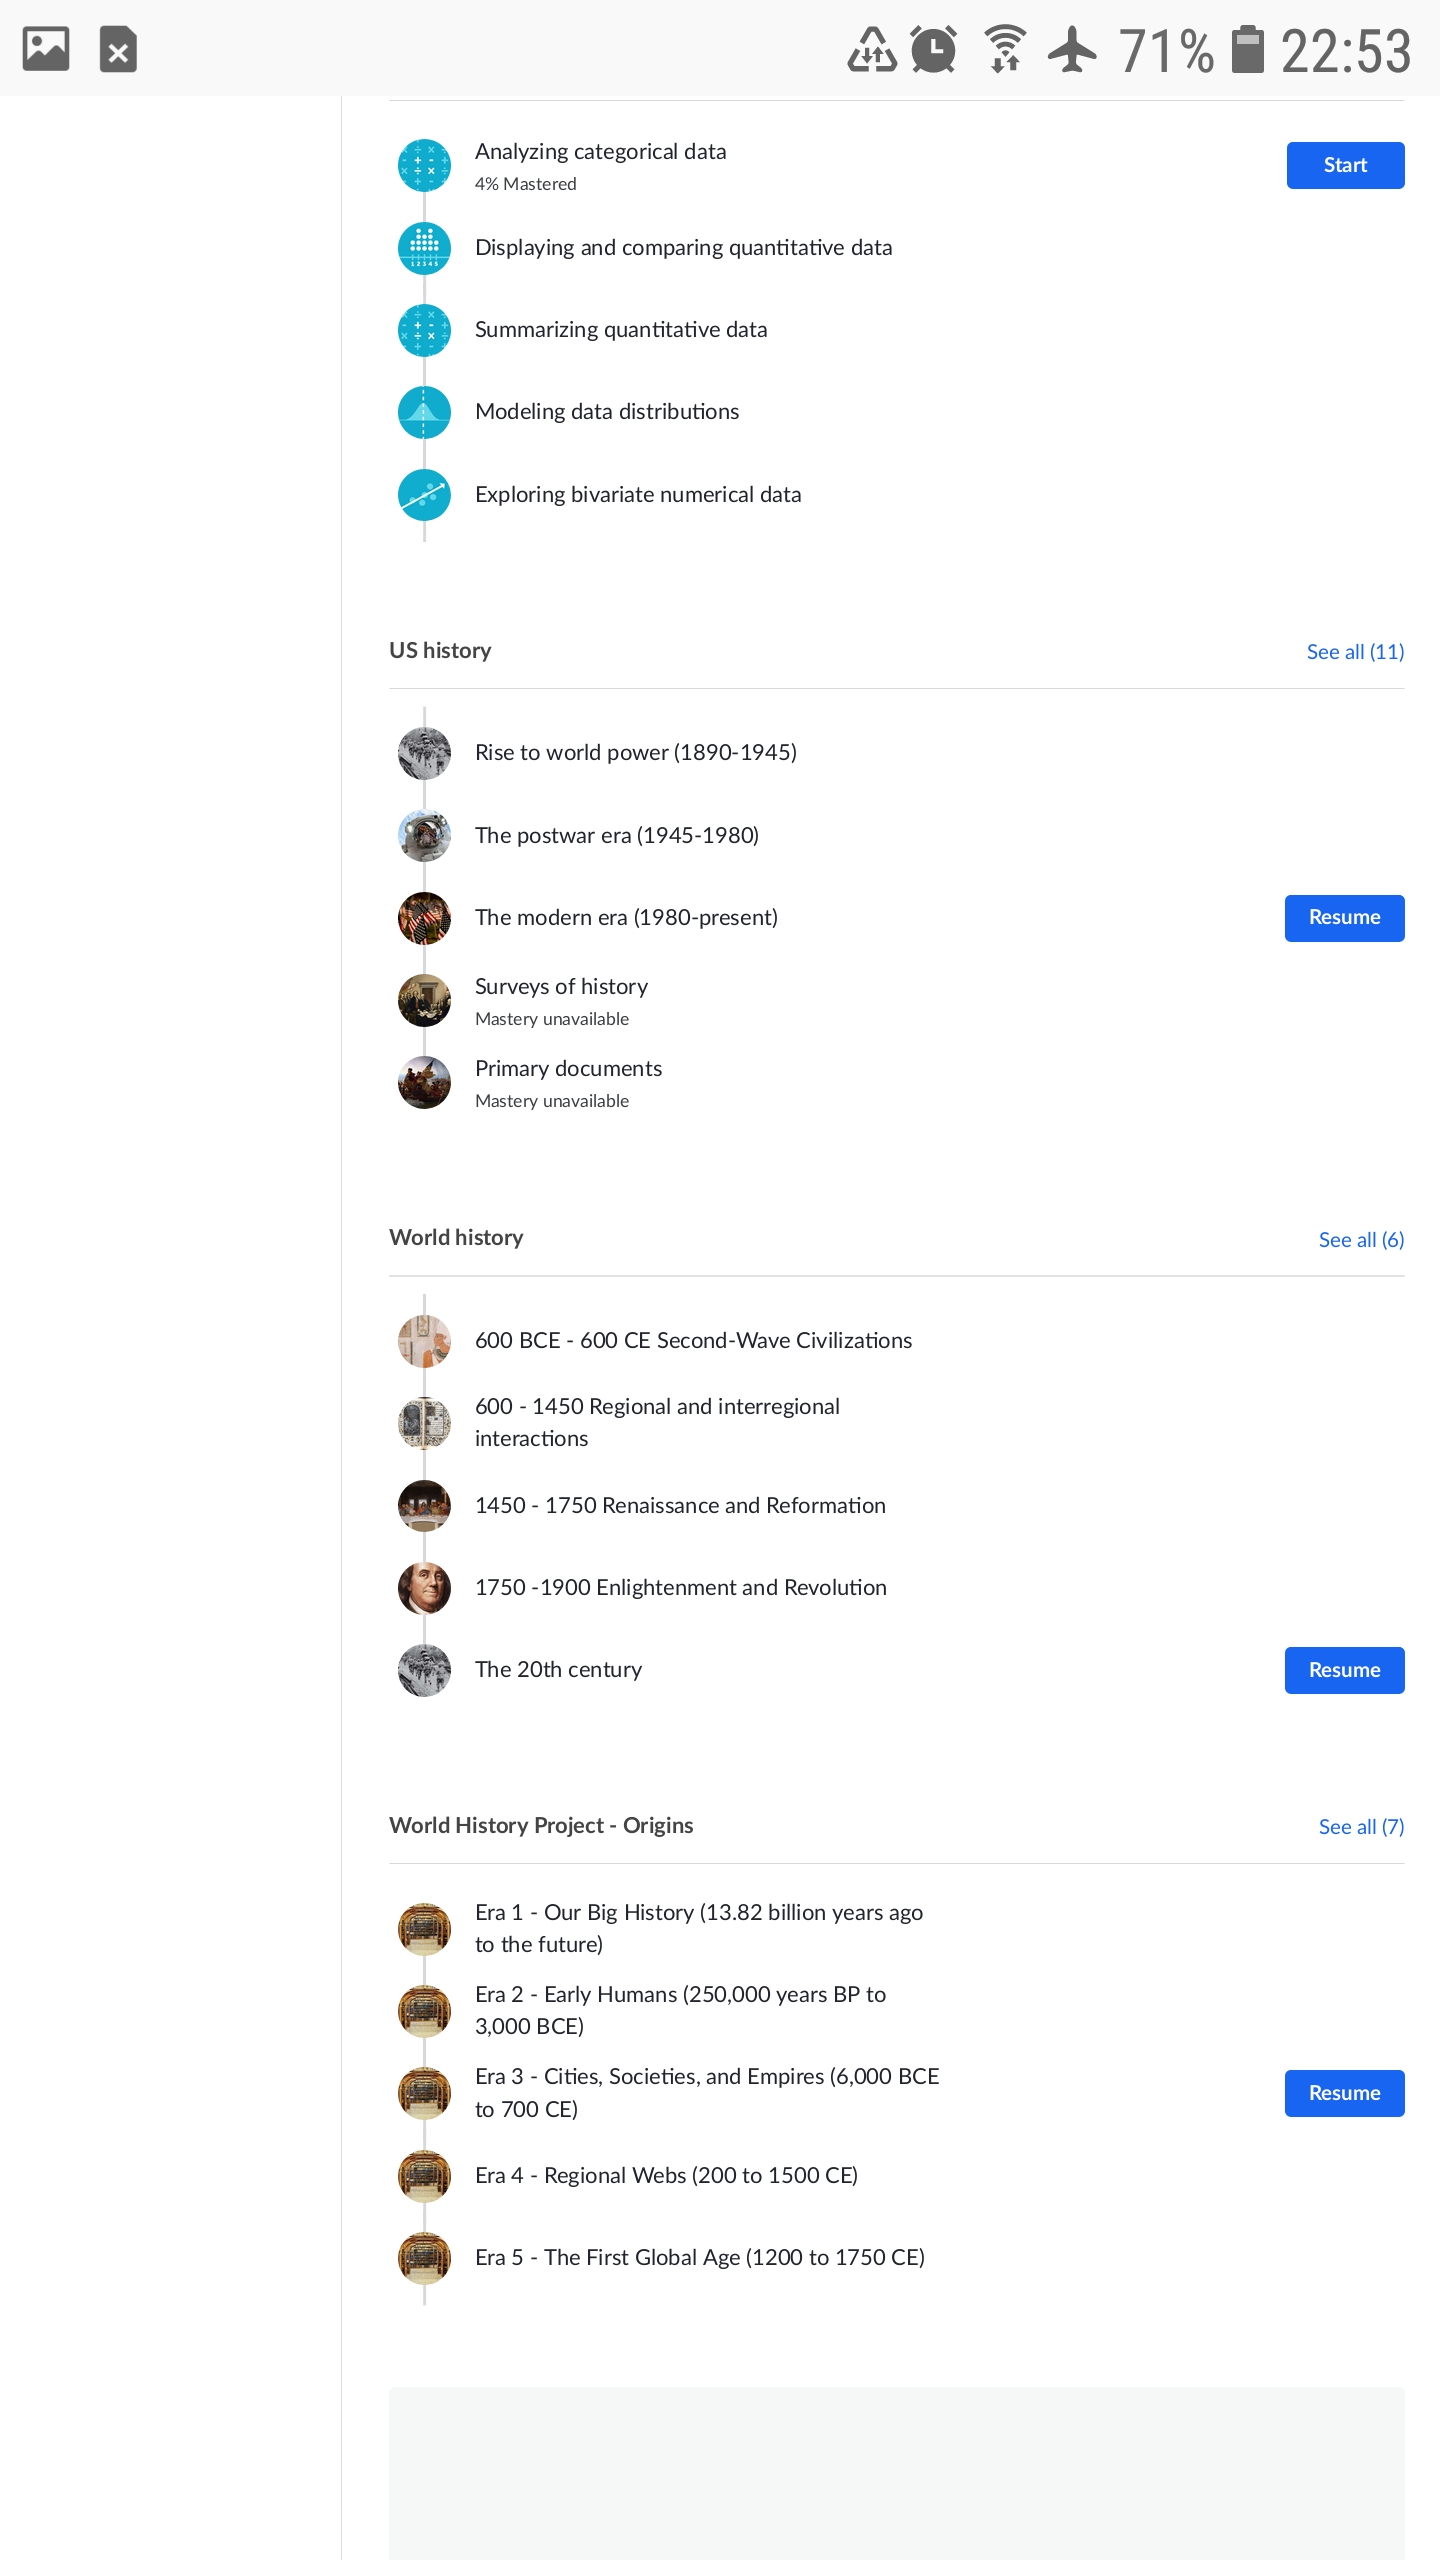 71% 22:53
Analyzing categorical data
4% Mastered
Start
Displaying and comparing quantitative data
1 2 3 4 5
Summarizing quantitative data
Modeling data distributions
Exploring bivariate numerical data
US history
See all (11)
Rise to world power (1890-1945)
The postwar era (1945-1980)
The modern era (1980-present)
Resume
Surveys of history
Mastery unavailable
Primary documents
Mastery unavailable
World history
See all (6)
600 BCE - 600 CE Second-Wave Civilizations
600 - 1450 Regional and interregional
interactions
1450 - 1750 Renaissance and Reformation
1750 -1900 Enlightenment and Revolution
The 20th century
Resume
World History Project - Origins
See all (7)
Era 1 - Our Big History (13.82 billion years ago
to the future)
Era 2 - Early Humans (250,000 years BP to
3,000 BCE)
Era 3 - Cities, Societies, and Empires (6,000 BCE
to 700 CE)
Resume
Era 4 - Regional Webs (200 to 1500 CE)
Era 5 - The First Global Age (1200 to 1750 CE)